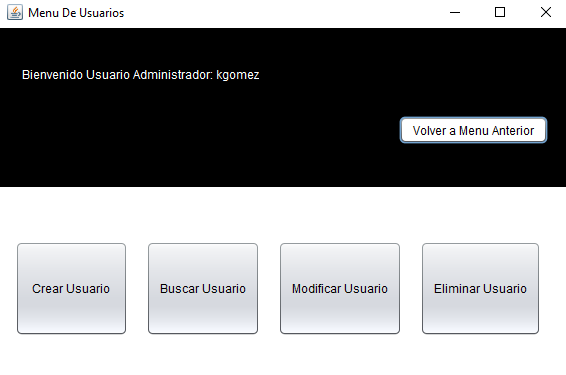 Menu De Usuarios
Bienvenido Usuario Administrador: kgomez
Volver a Menu Anterior
Crear Usuario
Buscar Usuario
Modificar Usuario
Eliminar Usuario